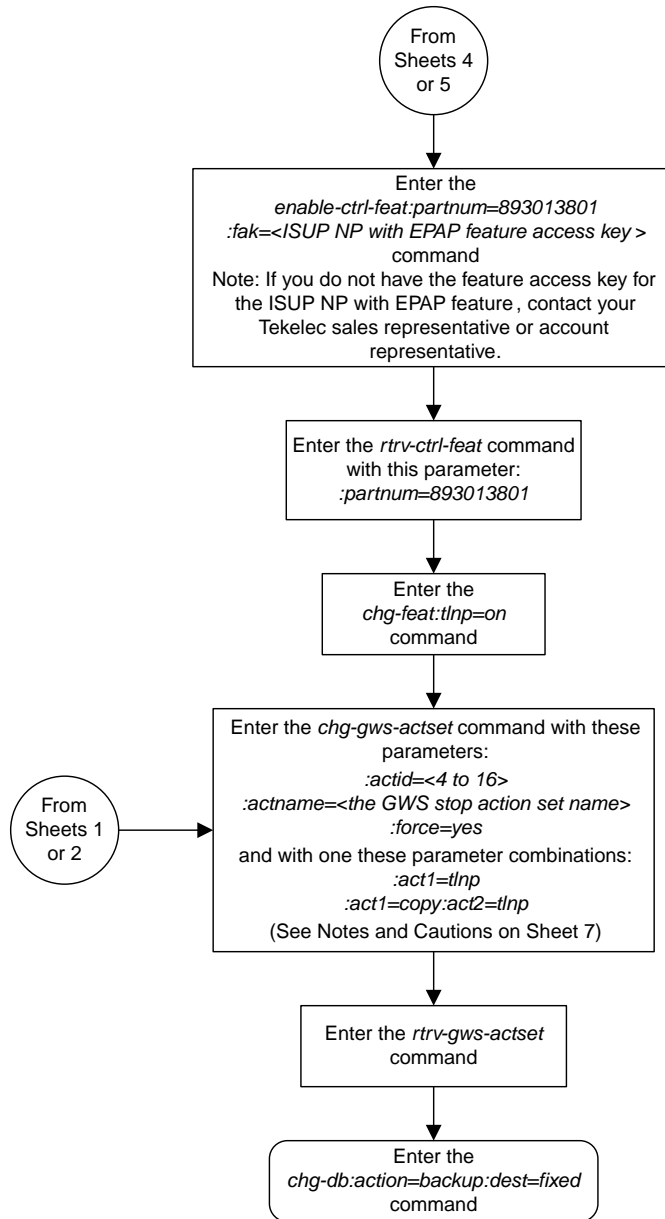 From
Sheets 4
or 5
Enter the
enable-ctrl-feat:partnum=893013801
:fak=<ISUP NP with EPAP feature access key >
command
Note: If you do not have the feature access key for
the ISUP NP with EPAP feature , contact your
Tekelec sales representative or account
representative.
Enter the rtrv-ctrl-feat command
with this parameter:
:partnum=893013801
Enter the
chg-feat:tlnp=on
command
From
Sheets 1
or 2
Enter the chg-gws-actset command with these
parameters:
:actid=<4 to 16>
:actname=<the GWS stop action set name>
:force=yes
and with one these parameter combinations:
:act1=tlnp
:act1=copy:act2=tlnp
(See Notes and Cautions on Sheet 7)
Enter the rtrv-gws-actset
command
Enter the
chg-db:action=backup:dest=fixed
command